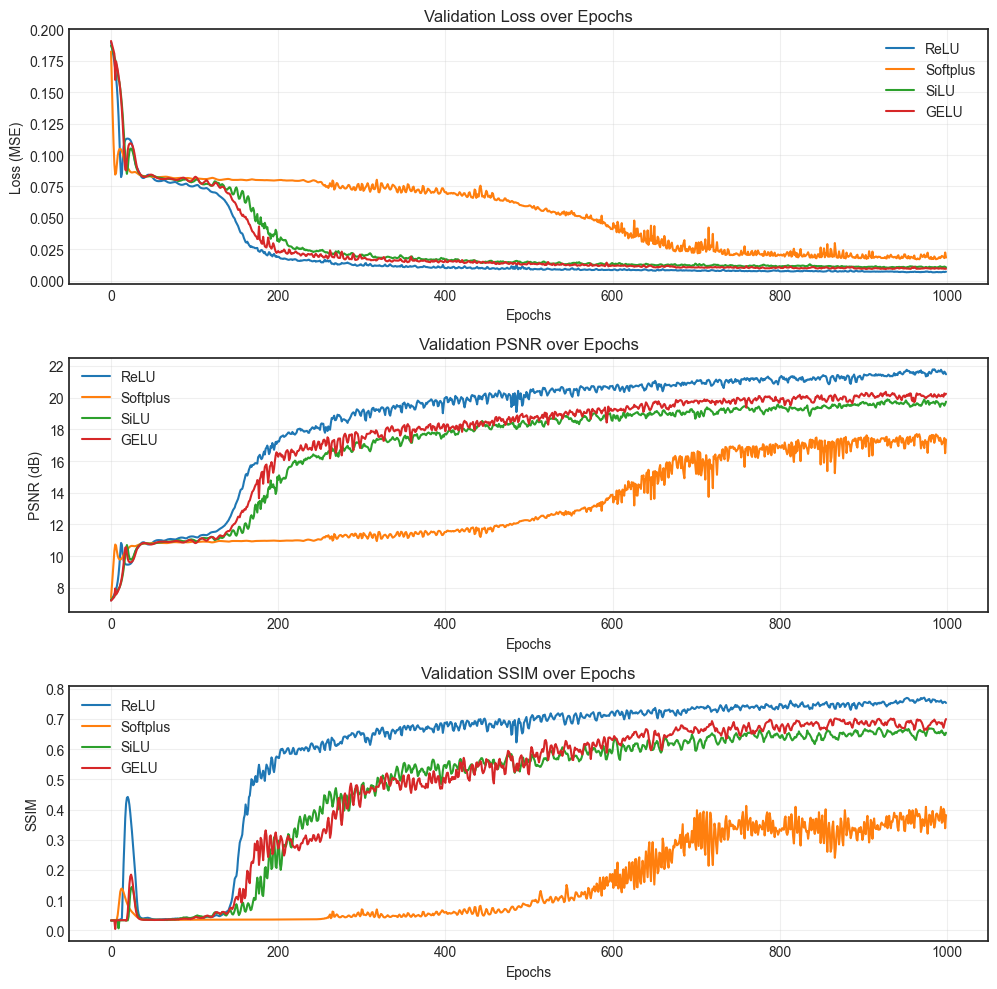 Validation Loss over Epochs
Loss (MSE)
0.200
0.175
0.150
0.125
0.100
0.075
0.050
0.025
0.000
ReLU
Softplus
SiLU
GELU
0 200 400 600 800 1000
Epochs
Validation PSNR over Epochs
PSNR (dB)
22
20
18
16
14
12
10
8
ReLU
Softplus
SiLU
GELU
0 200 400 600 800 1000
Epochs
Validation SSIM over Epochs
SSIM
0.8
0.7
0.6
0.5
0.4
0.3
0.2
0.1
0.0
ReLU
Softplus
SiLU
GELU
0 200 400 600 800 1000
Epochs